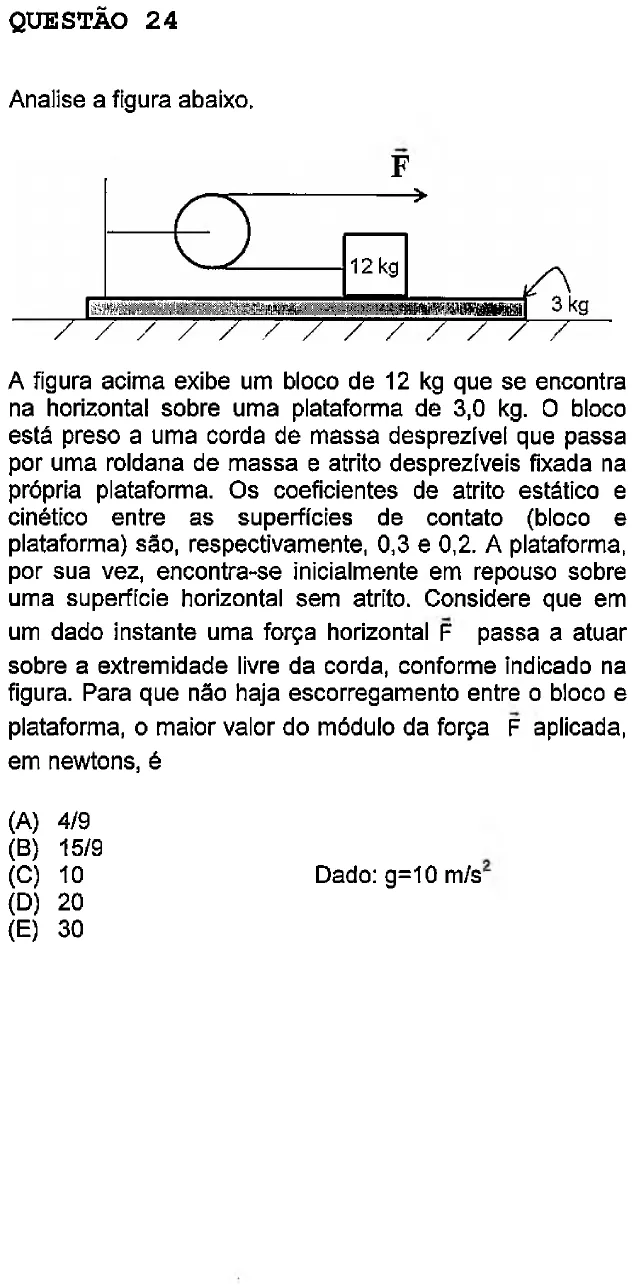 QUESTÃO 24
Analise a figura abaixo.
F
12 kg
3 kg
A figura acima exibe um bloco de 12 kg que se encontra
na horizontal sobre uma plataforma de 3,0 kg. O bloco
está preso a uma corda de massa desprezível que passa
por uma roldana de massa e atrito desprezíveis fixada na
própria plataforma. Os coeficientes de atrito estático e
cinético entre as superfícies de contato (bloco e
plataforma) são, respectivamente, 0,3 e 0,2. A plataforma,
por sua vez, encontra-se inicialmente em repouso sobre
uma superfície horizontal sem atrito. Considere que em
um dado instante uma força horizontal F passa a atuar
sobre a extremidade livre da corda, conforme indicado na
figura. Para que não haja escorregamento entre o bloco e
plataforma, o maior valor do módulo da força F aplicada,
em newtons, é
(A) 4/9
(B) 15/9
(C) 10 Dado: g=10 m/s²
(D) 20
(E) 30